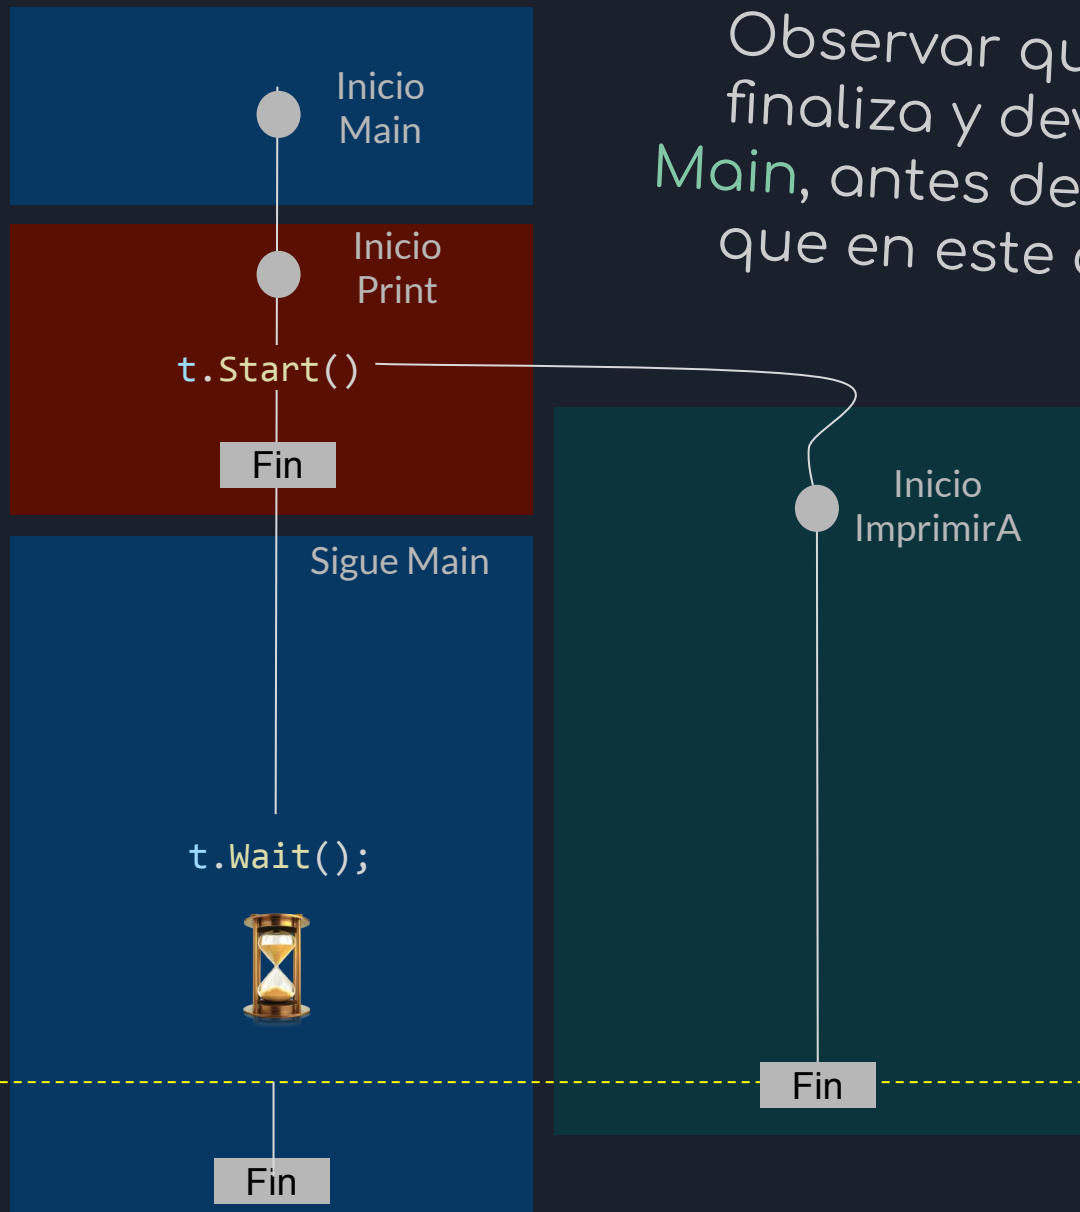 Observar
finaliza y
Main, antes
que en este
Inicio
Main
Inicio
Print
t.Start()
Fin
Inicio
ImprimirA
Sigue Main
t.Wait();
Fin
Fin